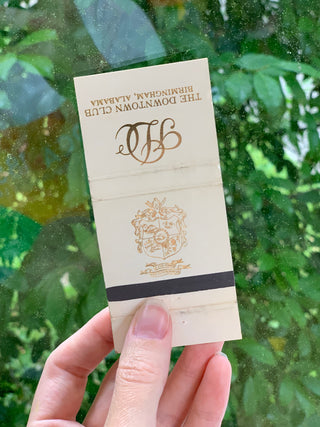 THE DOWNTOWN CLUB
BIRMINGHAM, ALABAMA